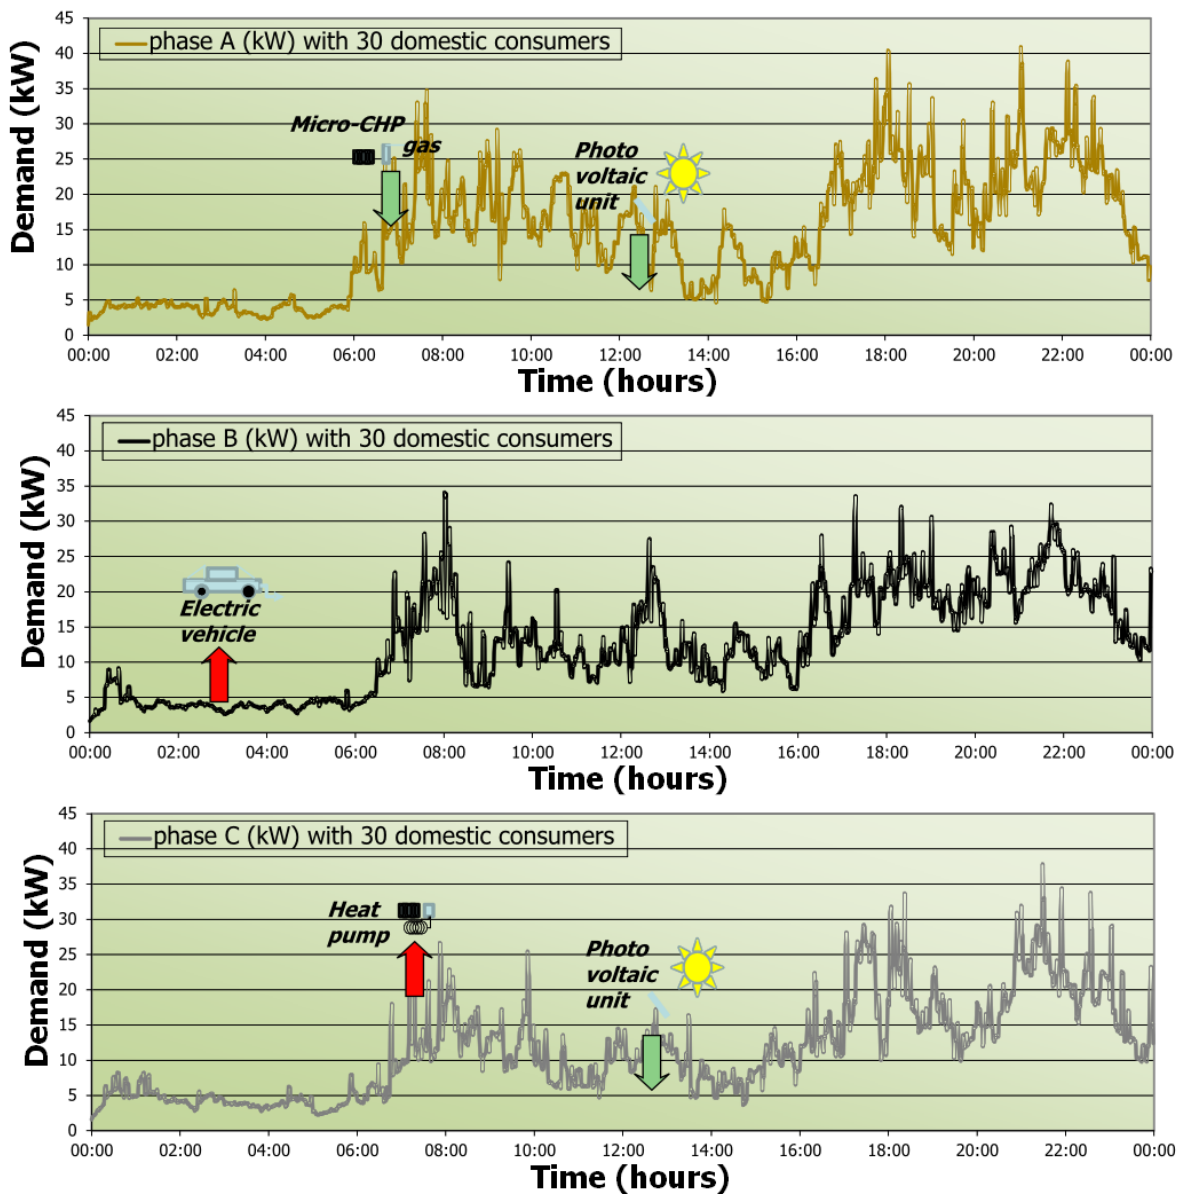 phase A (kW) with 30 domestic consumers
Demand (kW)
45
40
35
30
25
20
15
10
5
0
Micro-CHP
gas
Photo
voltaic
unit
00:00 02:00 04:00 06:00 08:00 10:00 12:00 14:00 16:00 18:00 20:00 22:00 00:00
Time (hours)
phase B (kW) with 30 domestic consumers
Demand (kW)
45
40
35
30
25
20
15
10
5
0
Electric
vehicle
00:00 02:00 04:00 06:00 08:00 10:00 12:00 14:00 16:00 18:00 20:00 22:00 00:00
Time (hours)
phase C (kW) with 30 domestic consumers
Demand (kW)
45
40
35
30
25
20
15
10
5
0
Heat
pump
Photo
voltaic
unit
00:00 02:00 04:00 06:00 08:00 10:00 12:00 14:00 16:00 18:00 20:00 22:00 00:00
Time (hours)